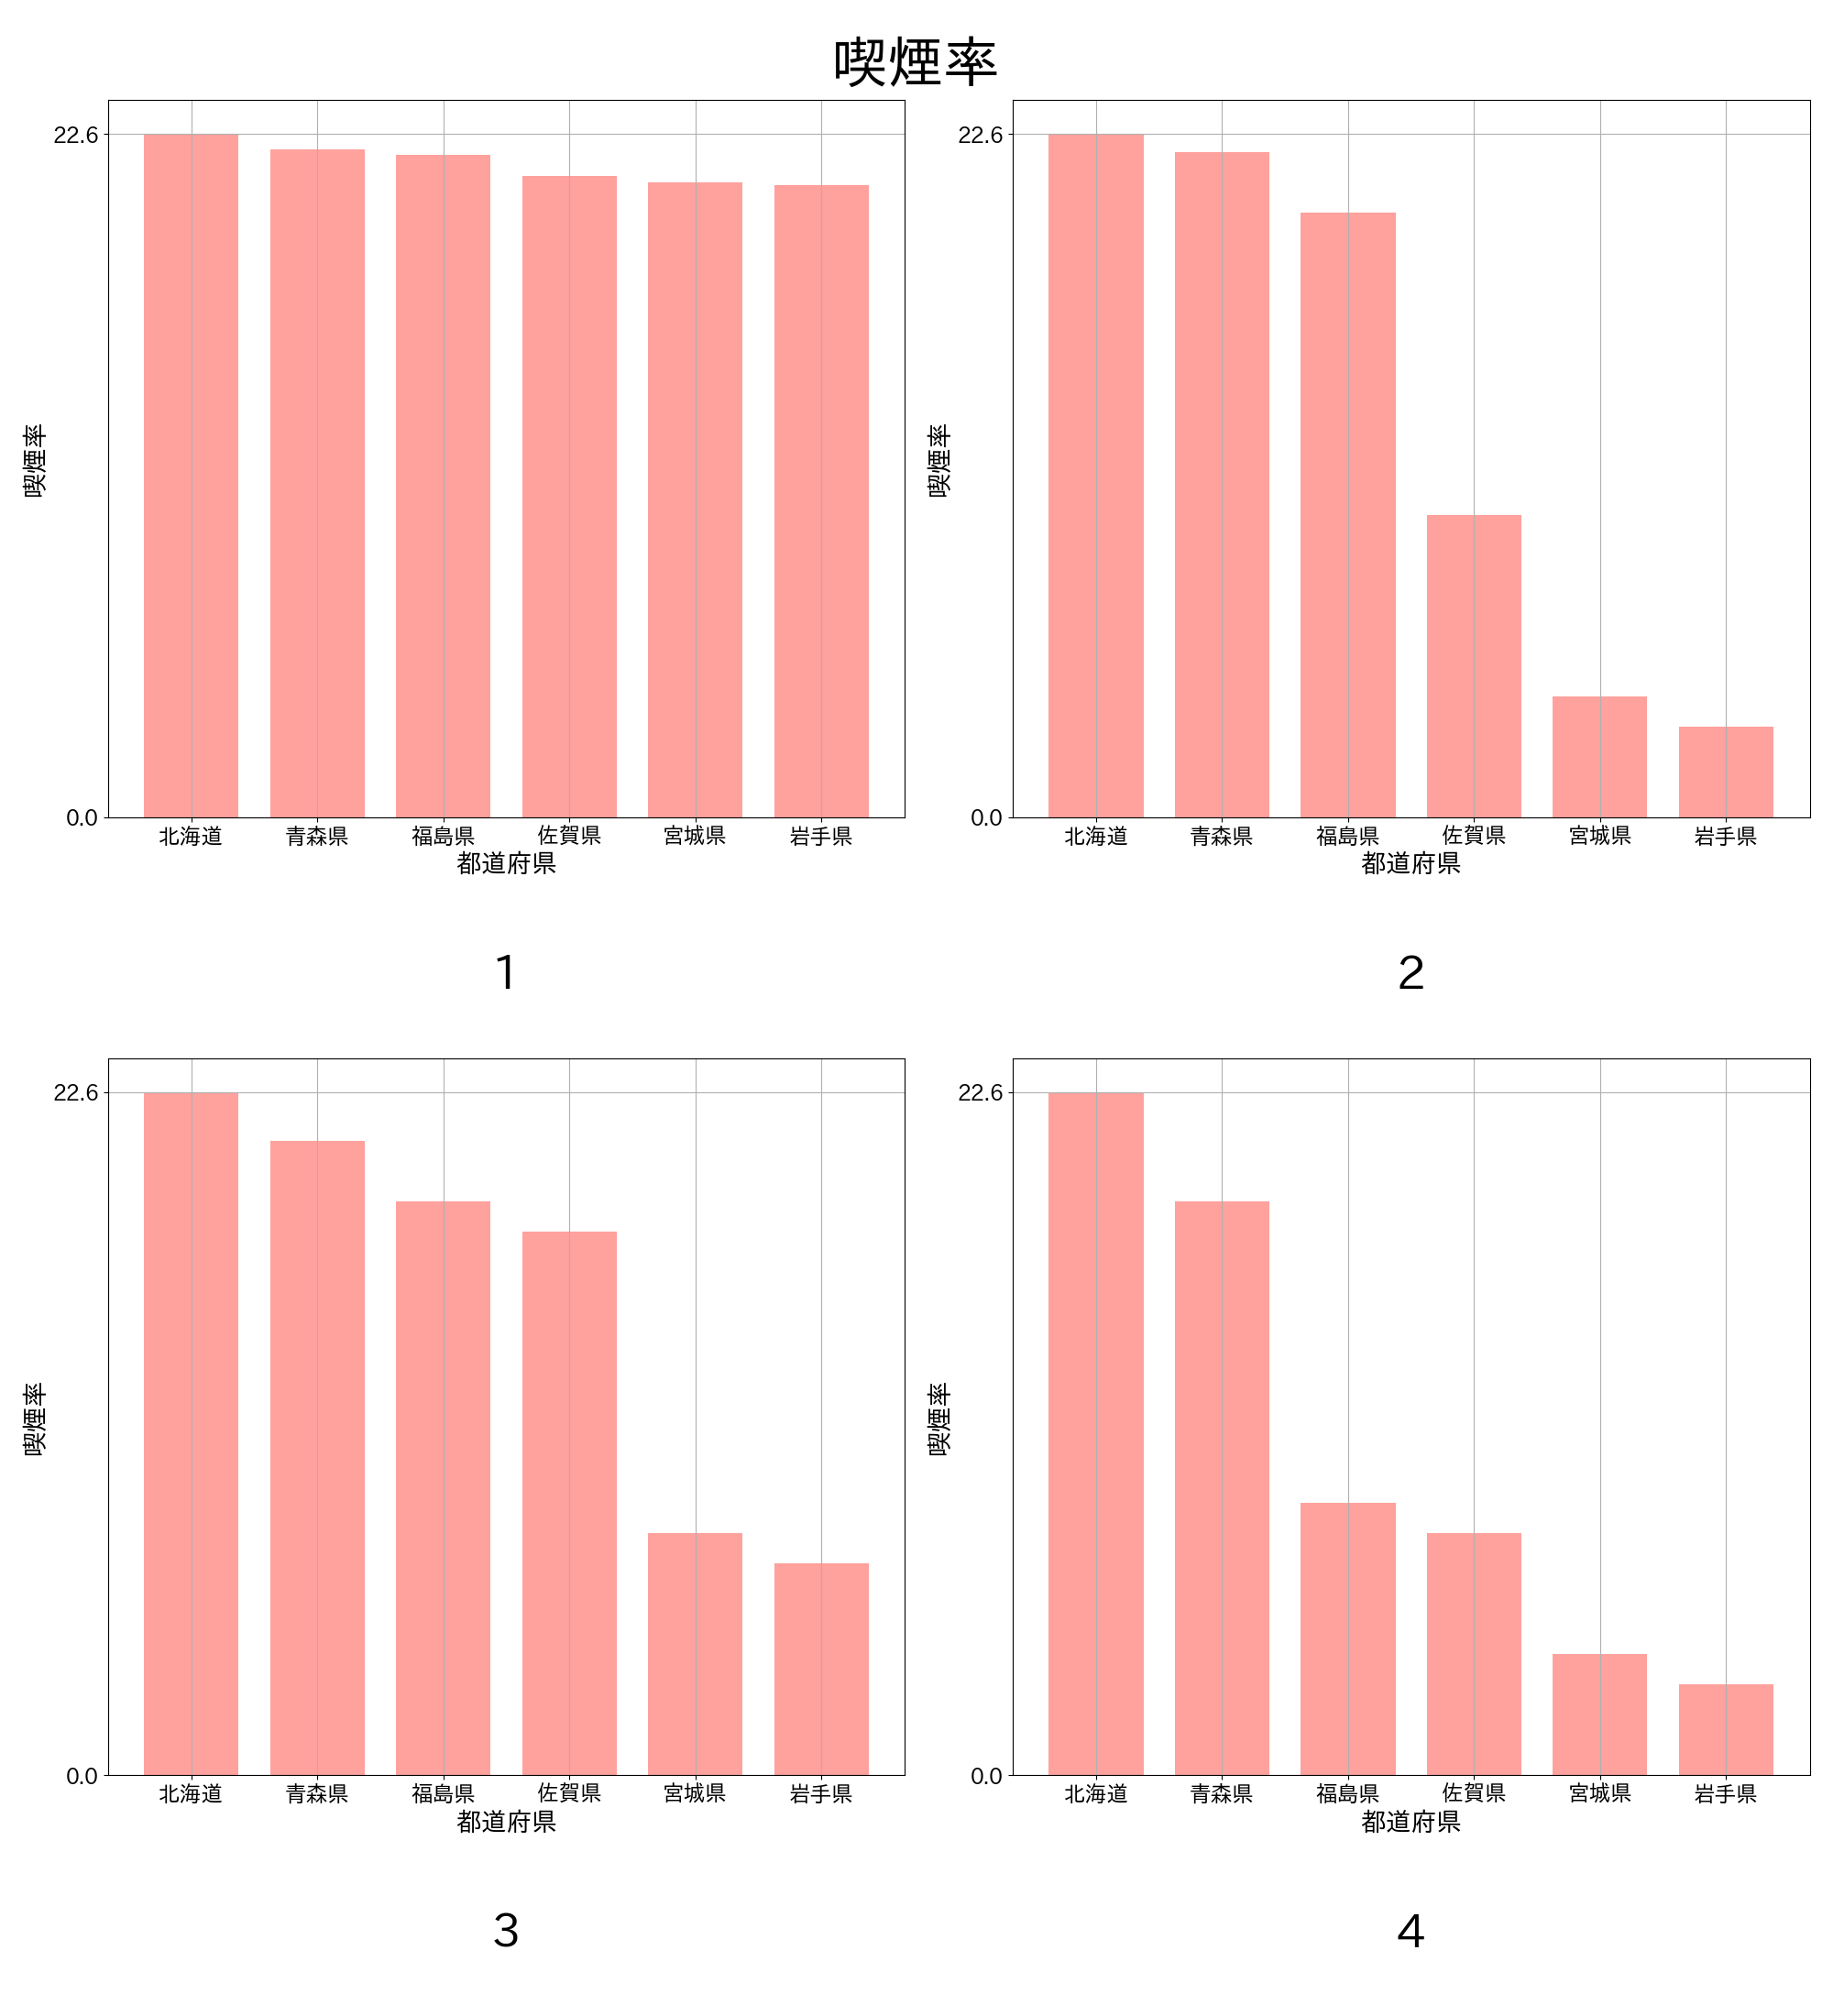 喫煙率
22.6
喫煙率
0.0
北海道 青森県 福島県 佐賀県 宮城県 岩手県
都道府県
1
22.6
喫煙率
0.0
北海道 青森県 福島県 佐賀県 宮城県 岩手県
都道府県
2
22.6
喫煙率
0.0
北海道 青森県 福島県 佐賀県 宮城県 岩手県
都道府県
3
22.6
喫煙率
0.0
北海道 青森県 福島県 佐賀県 宮城県 岩手県
都道府県
4